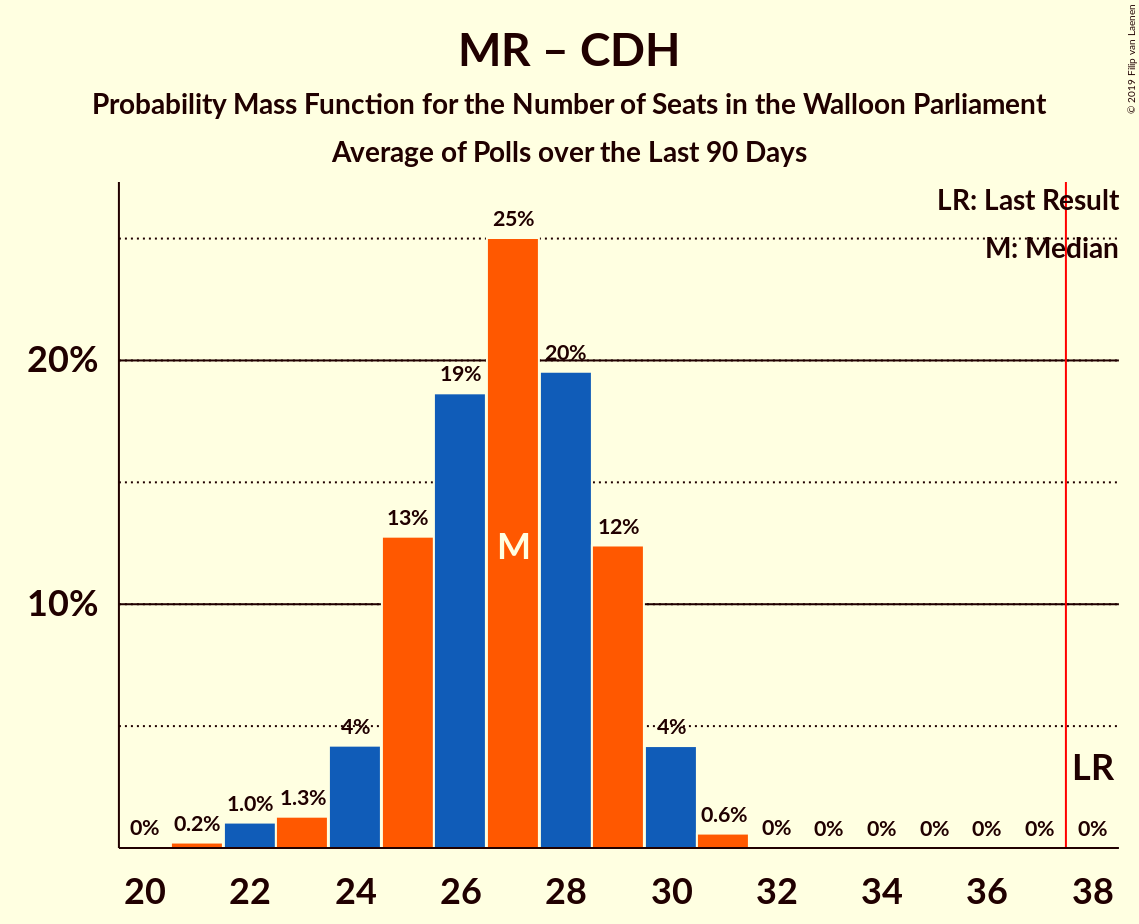 MR – CDH
Probability Mass Function for the Number of Seats in the Walloon Parliament
Average of Polls over the Last 90 Days
© 2019 Filip van Laenen
LR: Last Result
M: Median
20%
10%
0%
0.2%
1.0%
1.3%
4%
13%
19%
25%
M
20%
12%
4%
0.6%
0%
0%
0%
0%
0%
0%
0%
LR
20 22 24 26 28 30 32 34 36 38